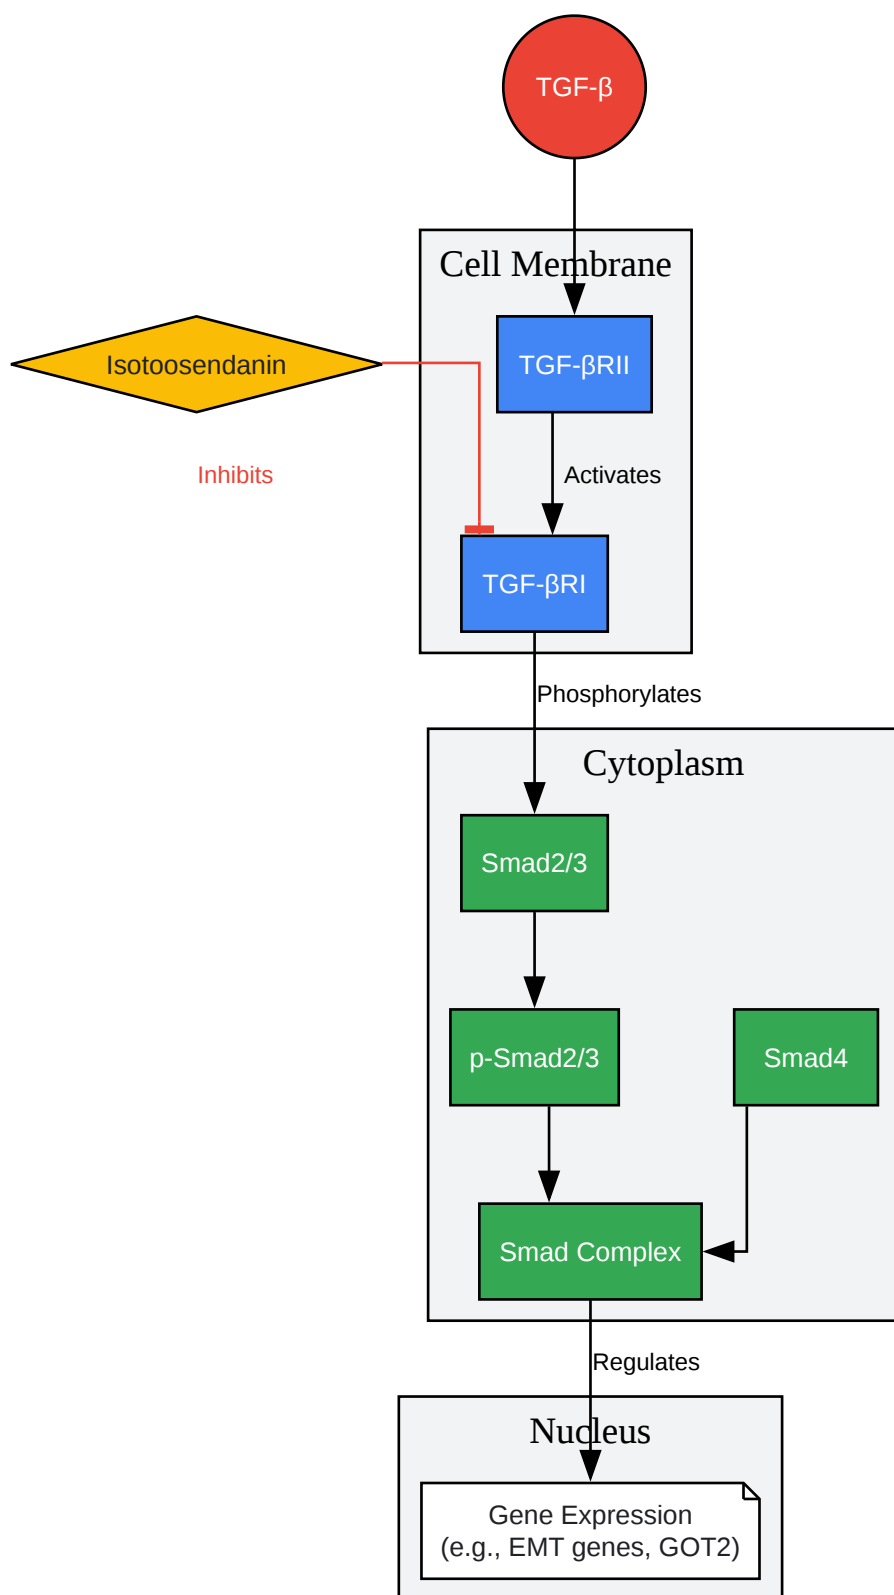 TGF-β
Cell Membrane
Isotoosendanin
TGF-βRII
Inhibits
Activates
TGF-βRI
Phosphorylates
Cytoplasm
Smad2/3
p-Smad2/3
Smad4
Smad Complex
Regulates
Nucleus
Gene Expression
(e.g., EMT genes, GOT2)